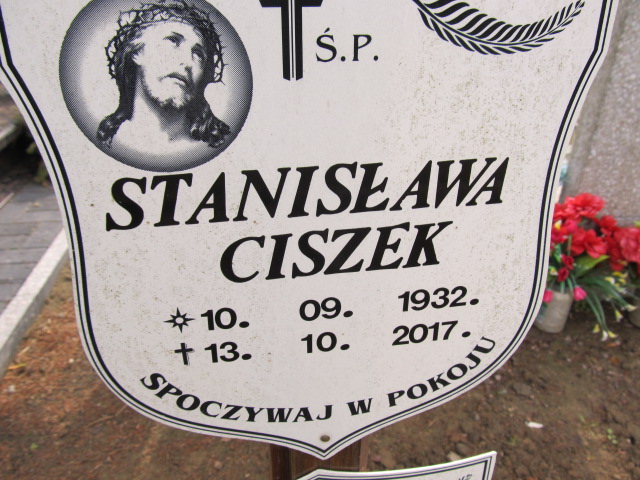 Ś.P.
STANISŁAWA
CISZEK
10. 09. 1932.
13. 10. 2017.
SPOCZYWAJ W POKOJU